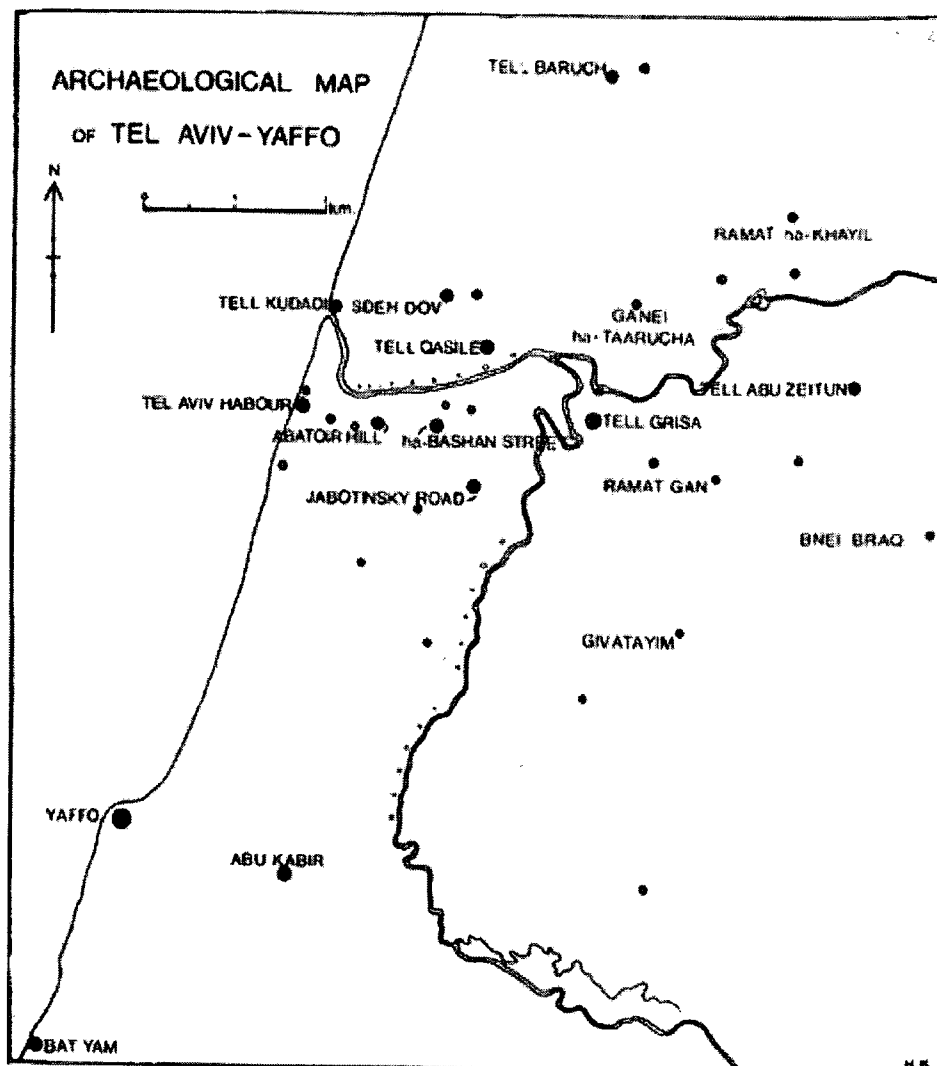 ARCHAEOLOGICAL MAP
OF TEL AVIV-YAFFO
N
km.
TELL BARUCH
RAMAT ha-KHAYIL
TELL KUDADI
SDEH DOV
GANEI
ha-TAARUCHA
TELL QASILE
TELL ABU ZEITUN
TEL AVIV HABOUR
ABATOIR HILL
ha-BASHAN STREE
TELL GRISA
JABOTINSKY ROAD
RAMAT GAN
BNEI BRAQ
GIVATAYIM
YAFFO
ABU KABIR
BAT YAM